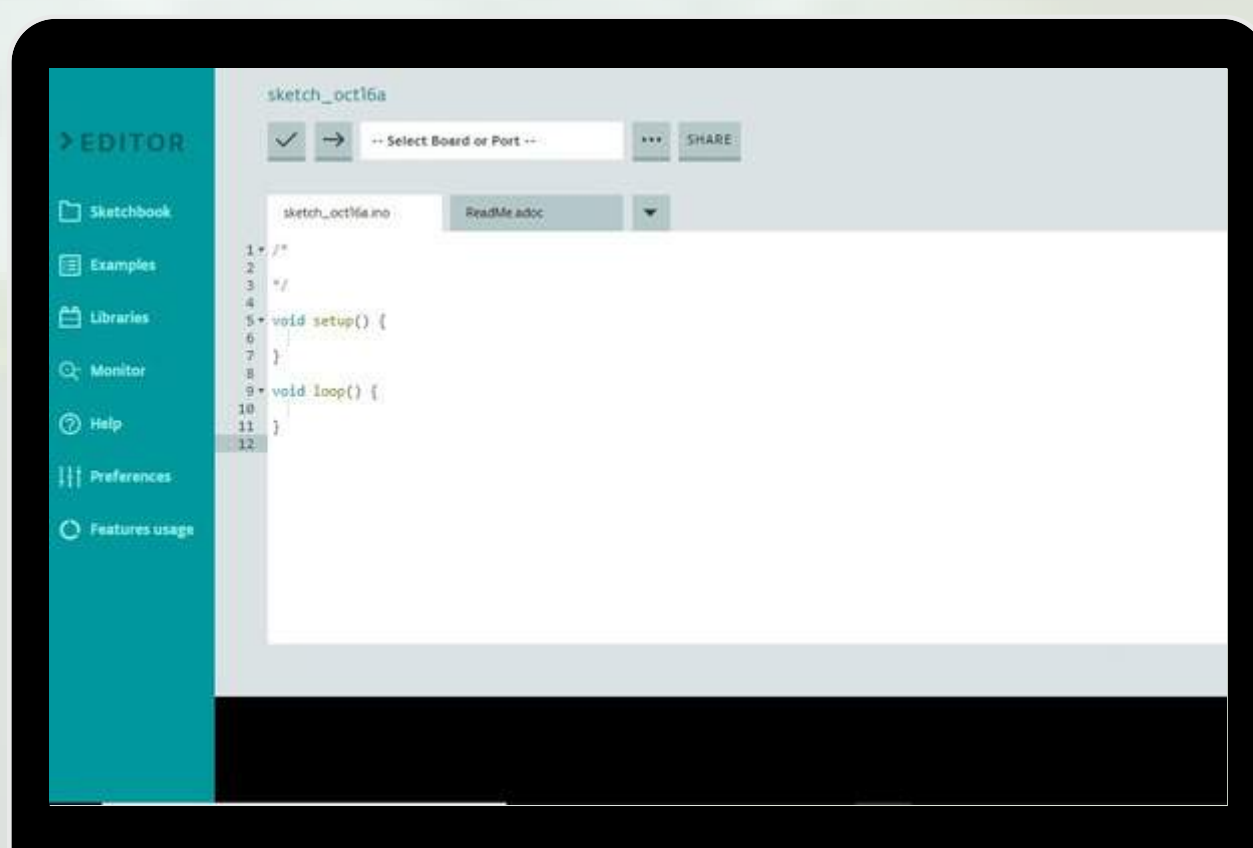 sketch_oct16a
>EDITOR
-- Select Board or Port --
SHARE
Sketchbook
Examples
Libraries
Monitor
Help
Preferences
Features usage
sketch_oct16a.ino
ReadMe.adoc
1 /*
2
3 */
4
5 void setup() {
6
7 }
8
9 void loop() {
10
11 }
12